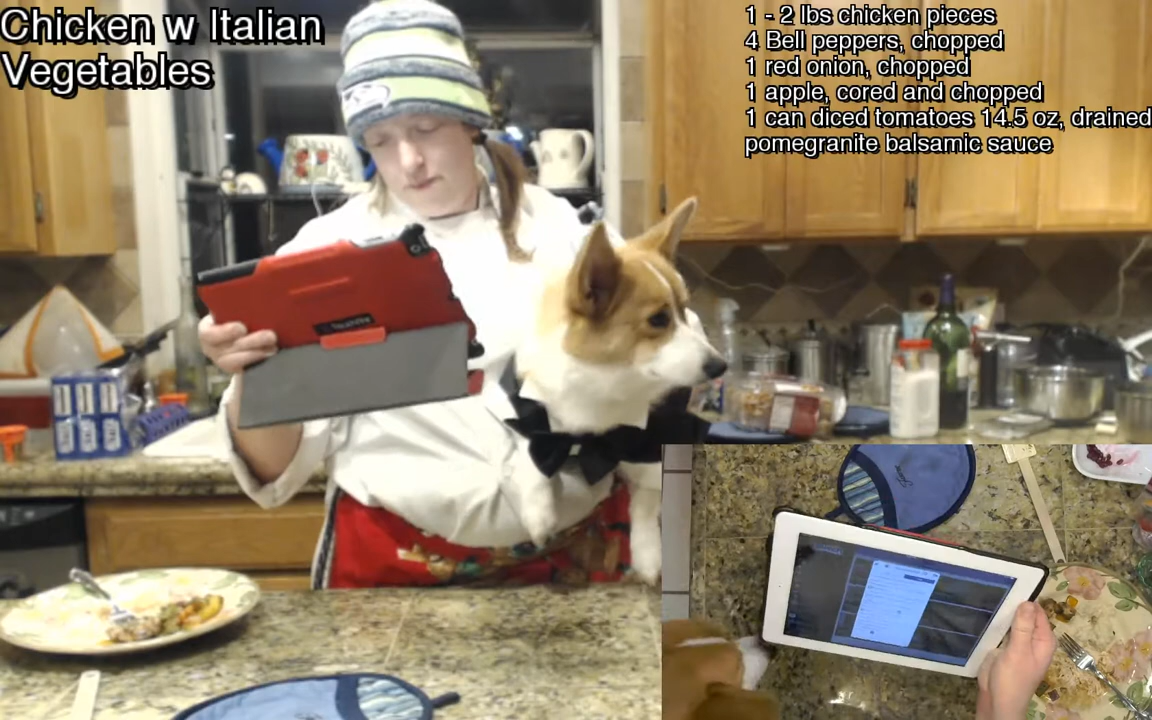 Chicken w Italian
Vegetables
1 - 2 lbs chicken pieces
4 Bell peppers, chopped
1 red onion, chopped
1 apple, cored and chopped
1 can diced tomatoes 14.5 oz, drained
pomegranite balsamic sauce